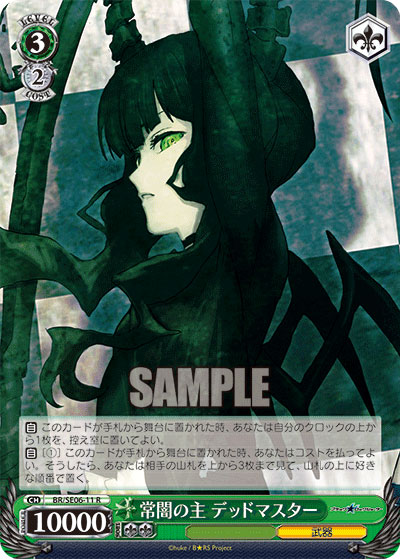 LEVEL
3
2
COST
SAMPLE
自 このカードが手札から舞台に置かれた時、あなたは自分のクロックの上
から1枚を、控え室に置いてよい。
自 [①] このカードが手札から舞台に置かれた時、あなたはコストを払ってよ
い。そうしたら、あなたは相手の山札を上から3枚まで見て、山札の上に好き
な順番で置く。
CH BR/SE06-11 R
常闇の主 デッドマスター
POWER
10000
武器
©huke / B★RS Project